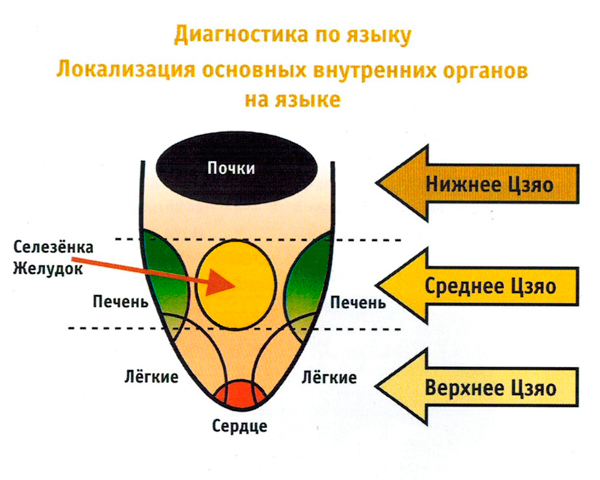 Диагностика по языку
Локализация основных внутренних органов
на языке
Почки
Нижнее Цзяо
Селезёнка
Желудок
Печень
Печень
Среднее Цзяо
Лёгкие
Лёгкие
Верхнее Цзяо
Сердце